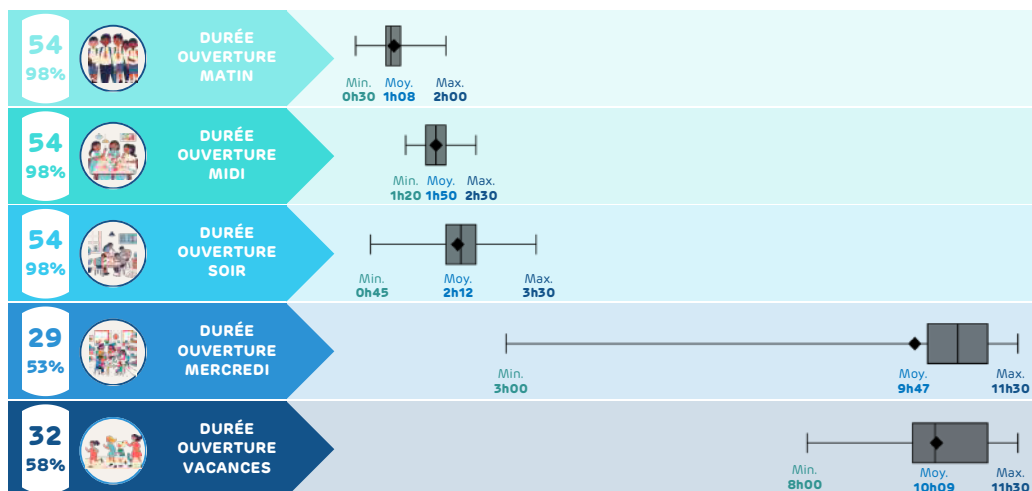 54
98%
DURÉE
OUVERTURE
MATIN
Min. Moy. Max.
0h30 1h08 2h00
54
98%
DURÉE
OUVERTURE
MIDI
Min. Moy. Max.
1h20 1h50 2h30
54
98%
DURÉE
OUVERTURE
SOIR
Min. Moy. Max.
0h45 2h12 3h30
29
53%
DURÉE
OUVERTURE
MERCREDI
Min. Moy. Max.
3h00 9h47 11h30
32
58%
DURÉE
OUVERTURE
VACANCES
Min. Moy. Max.
8h00 10h09 11h30